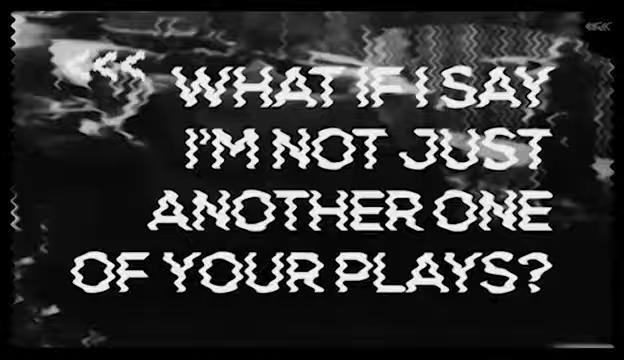 “ WHAT IF I SAY
I'M NOT JUST
ANOTHER ONE
OF YOUR PLAYS?